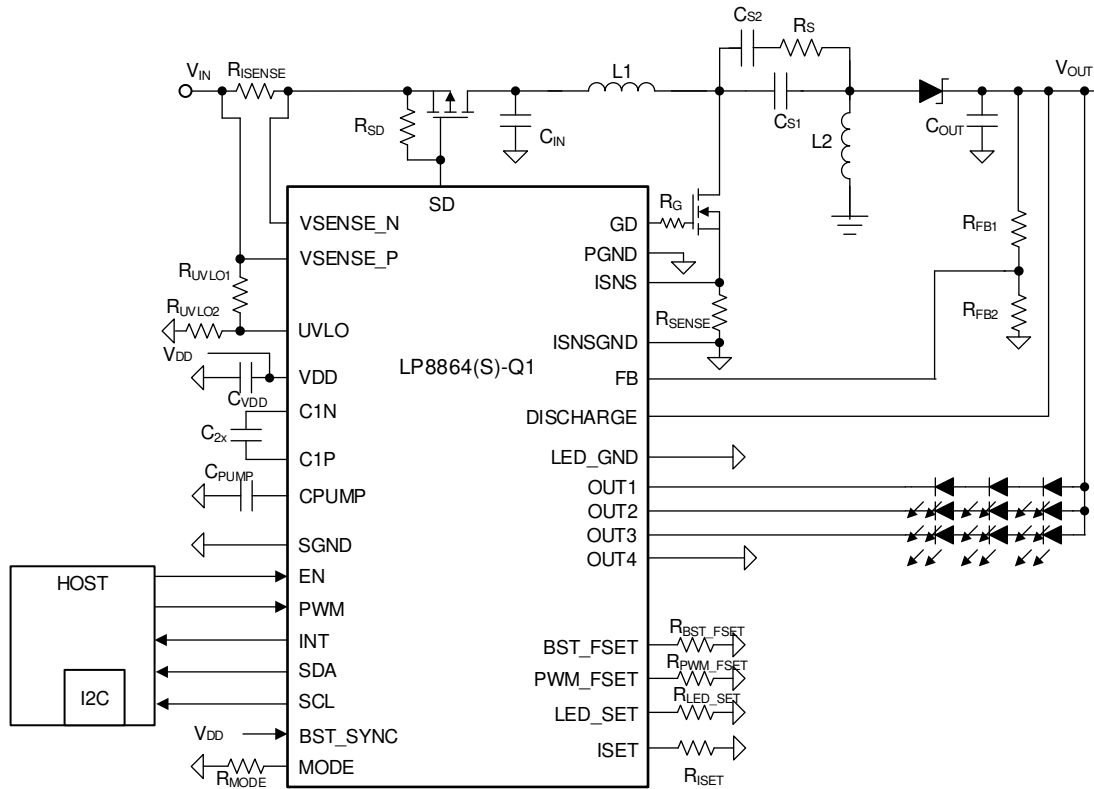 CS2
RS
VIN
RISENSE
L1
VOUT
RSD
CIN
CS1
L2
COUT
SD
RG
GD
RFB1
VSENSE_N
PGND
VSENSE_P
ISNS
RUVLO1
RSENSE
RFB2
RUVLO2
UVLO
ISNSGND
VDD
LP8864(S)-Q1
VDD
FB
CVDD
C1N
DISCHARGE
C2x
C1P
LED_GND
CPUMP
CPUMP
OUT1
OUT2
SGND
OUT3
OUT4
HOST
EN
PWM
INT
BST_FSET
RBST_FSET
SDA
PWM_FSET
RPWM_FSET
I2C
SCL
LED_SET
RLED_SET
VDD
BST_SYNC
ISET
RISET
MODE
RMODE